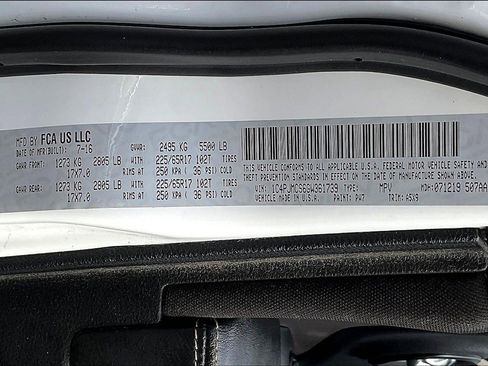 MFD BY FCA US LLC
DATE OF MFR(BUILT): 7-16 GVWR: 2495 KG 5500 LB
GAWR FRONT: 1273 KG 2805 LB WITH 225/65R17 102T TIRES
17X7.0 RIMS AT 250 KPA ( 36 PSI) COLD
GAWR REAR: 1273 KG 2805 LB WITH 225/65R17 102T TIRES
17X7.0 RIMS AT 250 KPA ( 36 PSI) COLD
THIS VEHICLE CONFORMS TO ALL APPLICABLE U.S.A. FEDERAL MOTOR VEHICLE SAFETY AND
THEFT PREVENTION STANDARDS IN EFFECT ON THE DATE OF MANUFACTURE SHOWN ABOVE.
VIN: 1C4PJMCS6GW361739 TYPE: MPV MDH: 071219 507AA
VEHICLE MADE IN U.S.A. PAINT: PW7 TRIM: A5X9